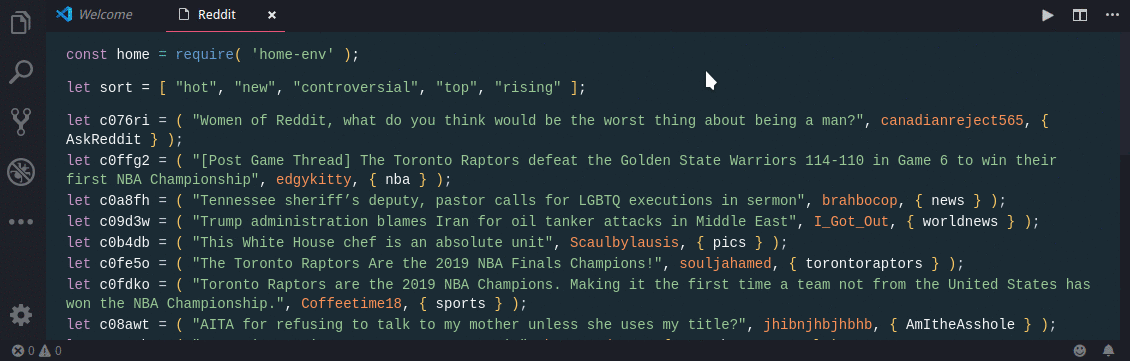 Welcome
Reddit
const home = require( 'home-env' );
let sort = [ "hot", "new", "controversial", "top", "rising" ];
let c076ri = ( "Women of Reddit, what do you think would be the worst thing about being a man?", canadianreject565, {
AskReddit } );
let c0ffg2 = ( "[Post Game Thread] The Toronto Raptors defeat the Golden State Warriors 114-110 in Game 6 to win their
first NBA Championship", edgykitty, { nba } );
let c0a8fh = ( "Tennessee sheriff’s deputy, pastor calls for LGBTQ executions in sermon", brahbocop, { news } );
let c09d3w = ( "Trump administration blames Iran for oil tanker attacks in Middle East", I_Got_Out, { worldnews } );
let c0b4db = ( "This White House chef is an absolute unit", Scaulbylausis, { pics } );
let c0fe5o = ( "The Toronto Raptors Are the 2019 NBA Finals Champions!", souljahamed, { torontoraptors } );
let c0fdko = ( "Toronto Raptors are the 2019 NBA Champions. Making it the first time a team not from the United States has
won the NBA Championship.", Coffeetime18, { sports } );
let c08awt = ( "AITA for refusing to talk to my mother unless she uses my title?", jhibnjhbjhbhb, { AmItheAsshole } );
0 0